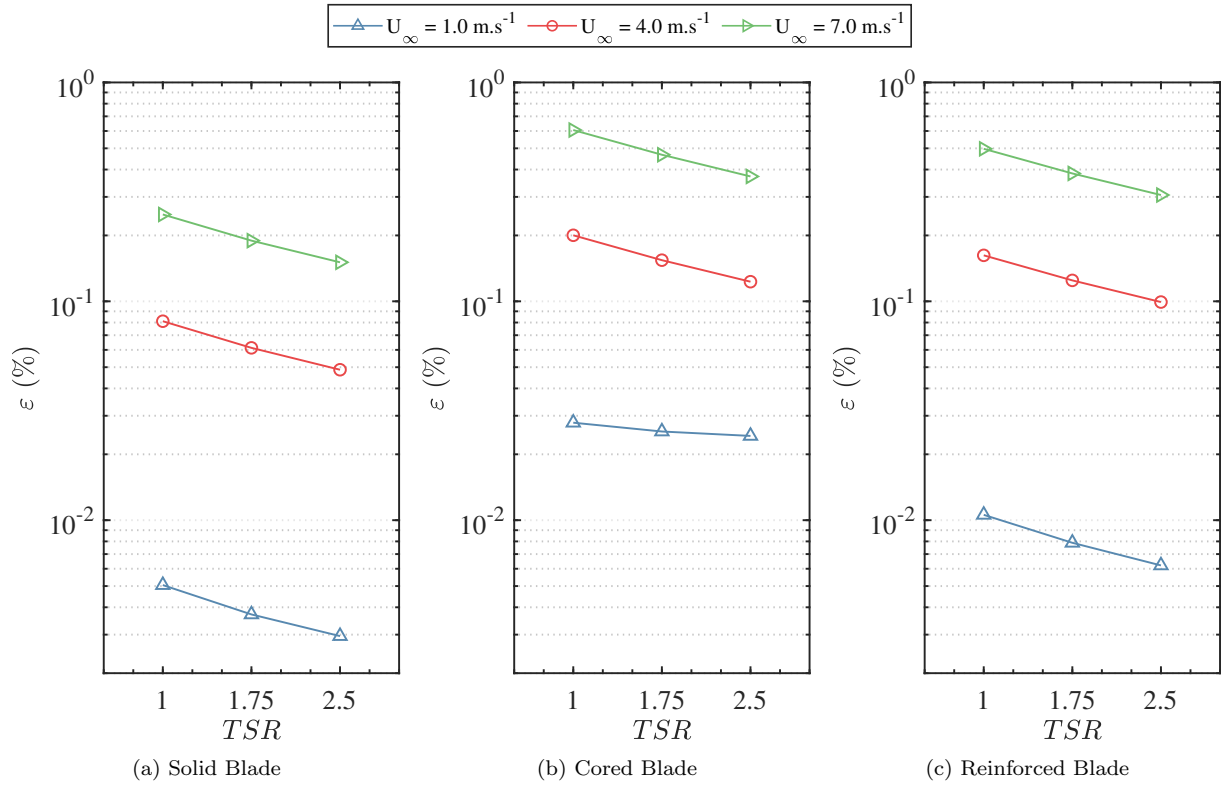 U∞ = 1.0 m.s-1 U∞ = 4.0 m.s-1 U∞ = 7.0 m.s-1
10^0
10^-1
10^-2
ε (%)
1 1.75 2.5
TSR
(a) Solid Blade
10^0
10^-1
10^-2
ε (%)
1 1.75 2.5
TSR
(b) Cored Blade
10^0
10^-1
10^-2
ε (%)
1 1.75 2.5
TSR
(c) Reinforced Blade